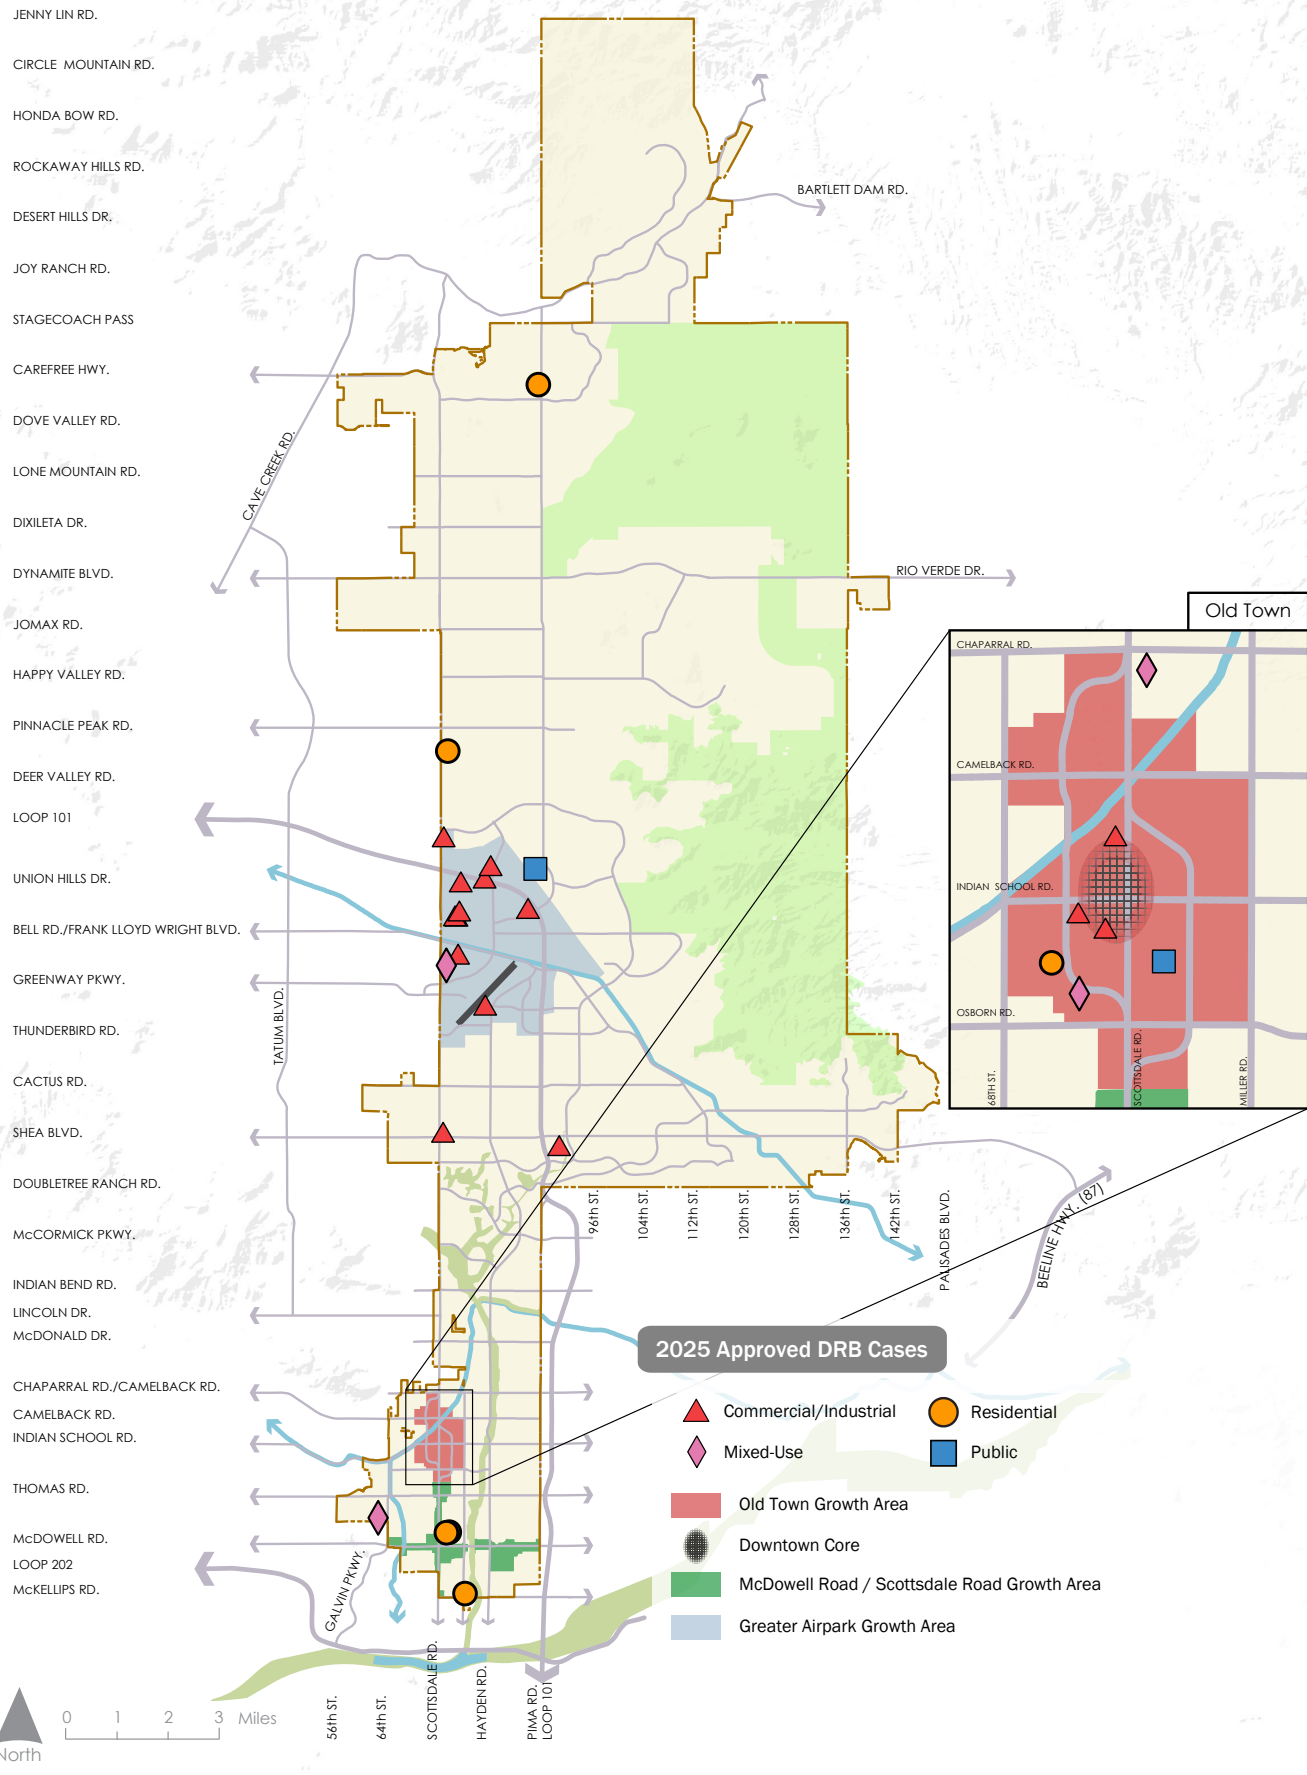 JENNY LIN RD.
CIRCLE MOUNTAIN RD.
HONDA BOW RD.
ROCKAWAY HILLS RD.
DESERT HILLS DR.
JOY RANCH RD.
STAGECOACH PASS
CAREFREE HWY.
DOVE VALLEY RD.
LONE MOUNTAIN RD.
DIXILETA DR.
DYNAMITE BLVD.
JOMAX RD.
HAPPY VALLEY RD.
PINNACLE PEAK RD.
DEER VALLEY RD.
LOOP 101
UNION HILLS DR.
BELL RD./FRANK LLOYD WRIGHT BLVD.
GREENWAY PKWY.
THUNDERBIRD RD.
CACTUS RD.
SHEA BLVD.
DOUBLETREE RANCH RD.
McCORMICK PKWY.
INDIAN BEND RD.
LINCOLN DR.
McDONALD DR.
CHAPARRAL RD./CAMELBACK RD.
CAMELBACK RD.
INDIAN SCHOOL RD.
THOMAS RD.
McDOWELL RD.
LOOP 202
McKELLIPS RD.
BARTLETT DAM RD.
CAVE CREEK RD.
RIO VERDE DR.
TATUM BLVD.
Old Town
CHAPARRAL RD.
CAMELBACK RD.
INDIAN SCHOOL RD.
OSBORN RD.
68TH ST.
SCOTTSDALE RD.
MILLER RD.
96th ST.
104th ST.
112th ST.
120th ST.
128th ST.
136th ST.
142th ST.
PALISADES BLVD.
BEELINE HWY. (87)
2025 Approved DRB Cases
Commercial/Industrial
Residential
Mixed-Use
Public
Old Town Growth Area
Downtown Core
McDowell Road / Scottsdale Road Growth Area
Greater Airpark Growth Area
GALVIN PKWY.
56th ST.
64th ST.
SCOTTSDALE RD.
HAYDEN RD.
PIMA RD.
LOOP 101
0 1 2 3 Miles
North